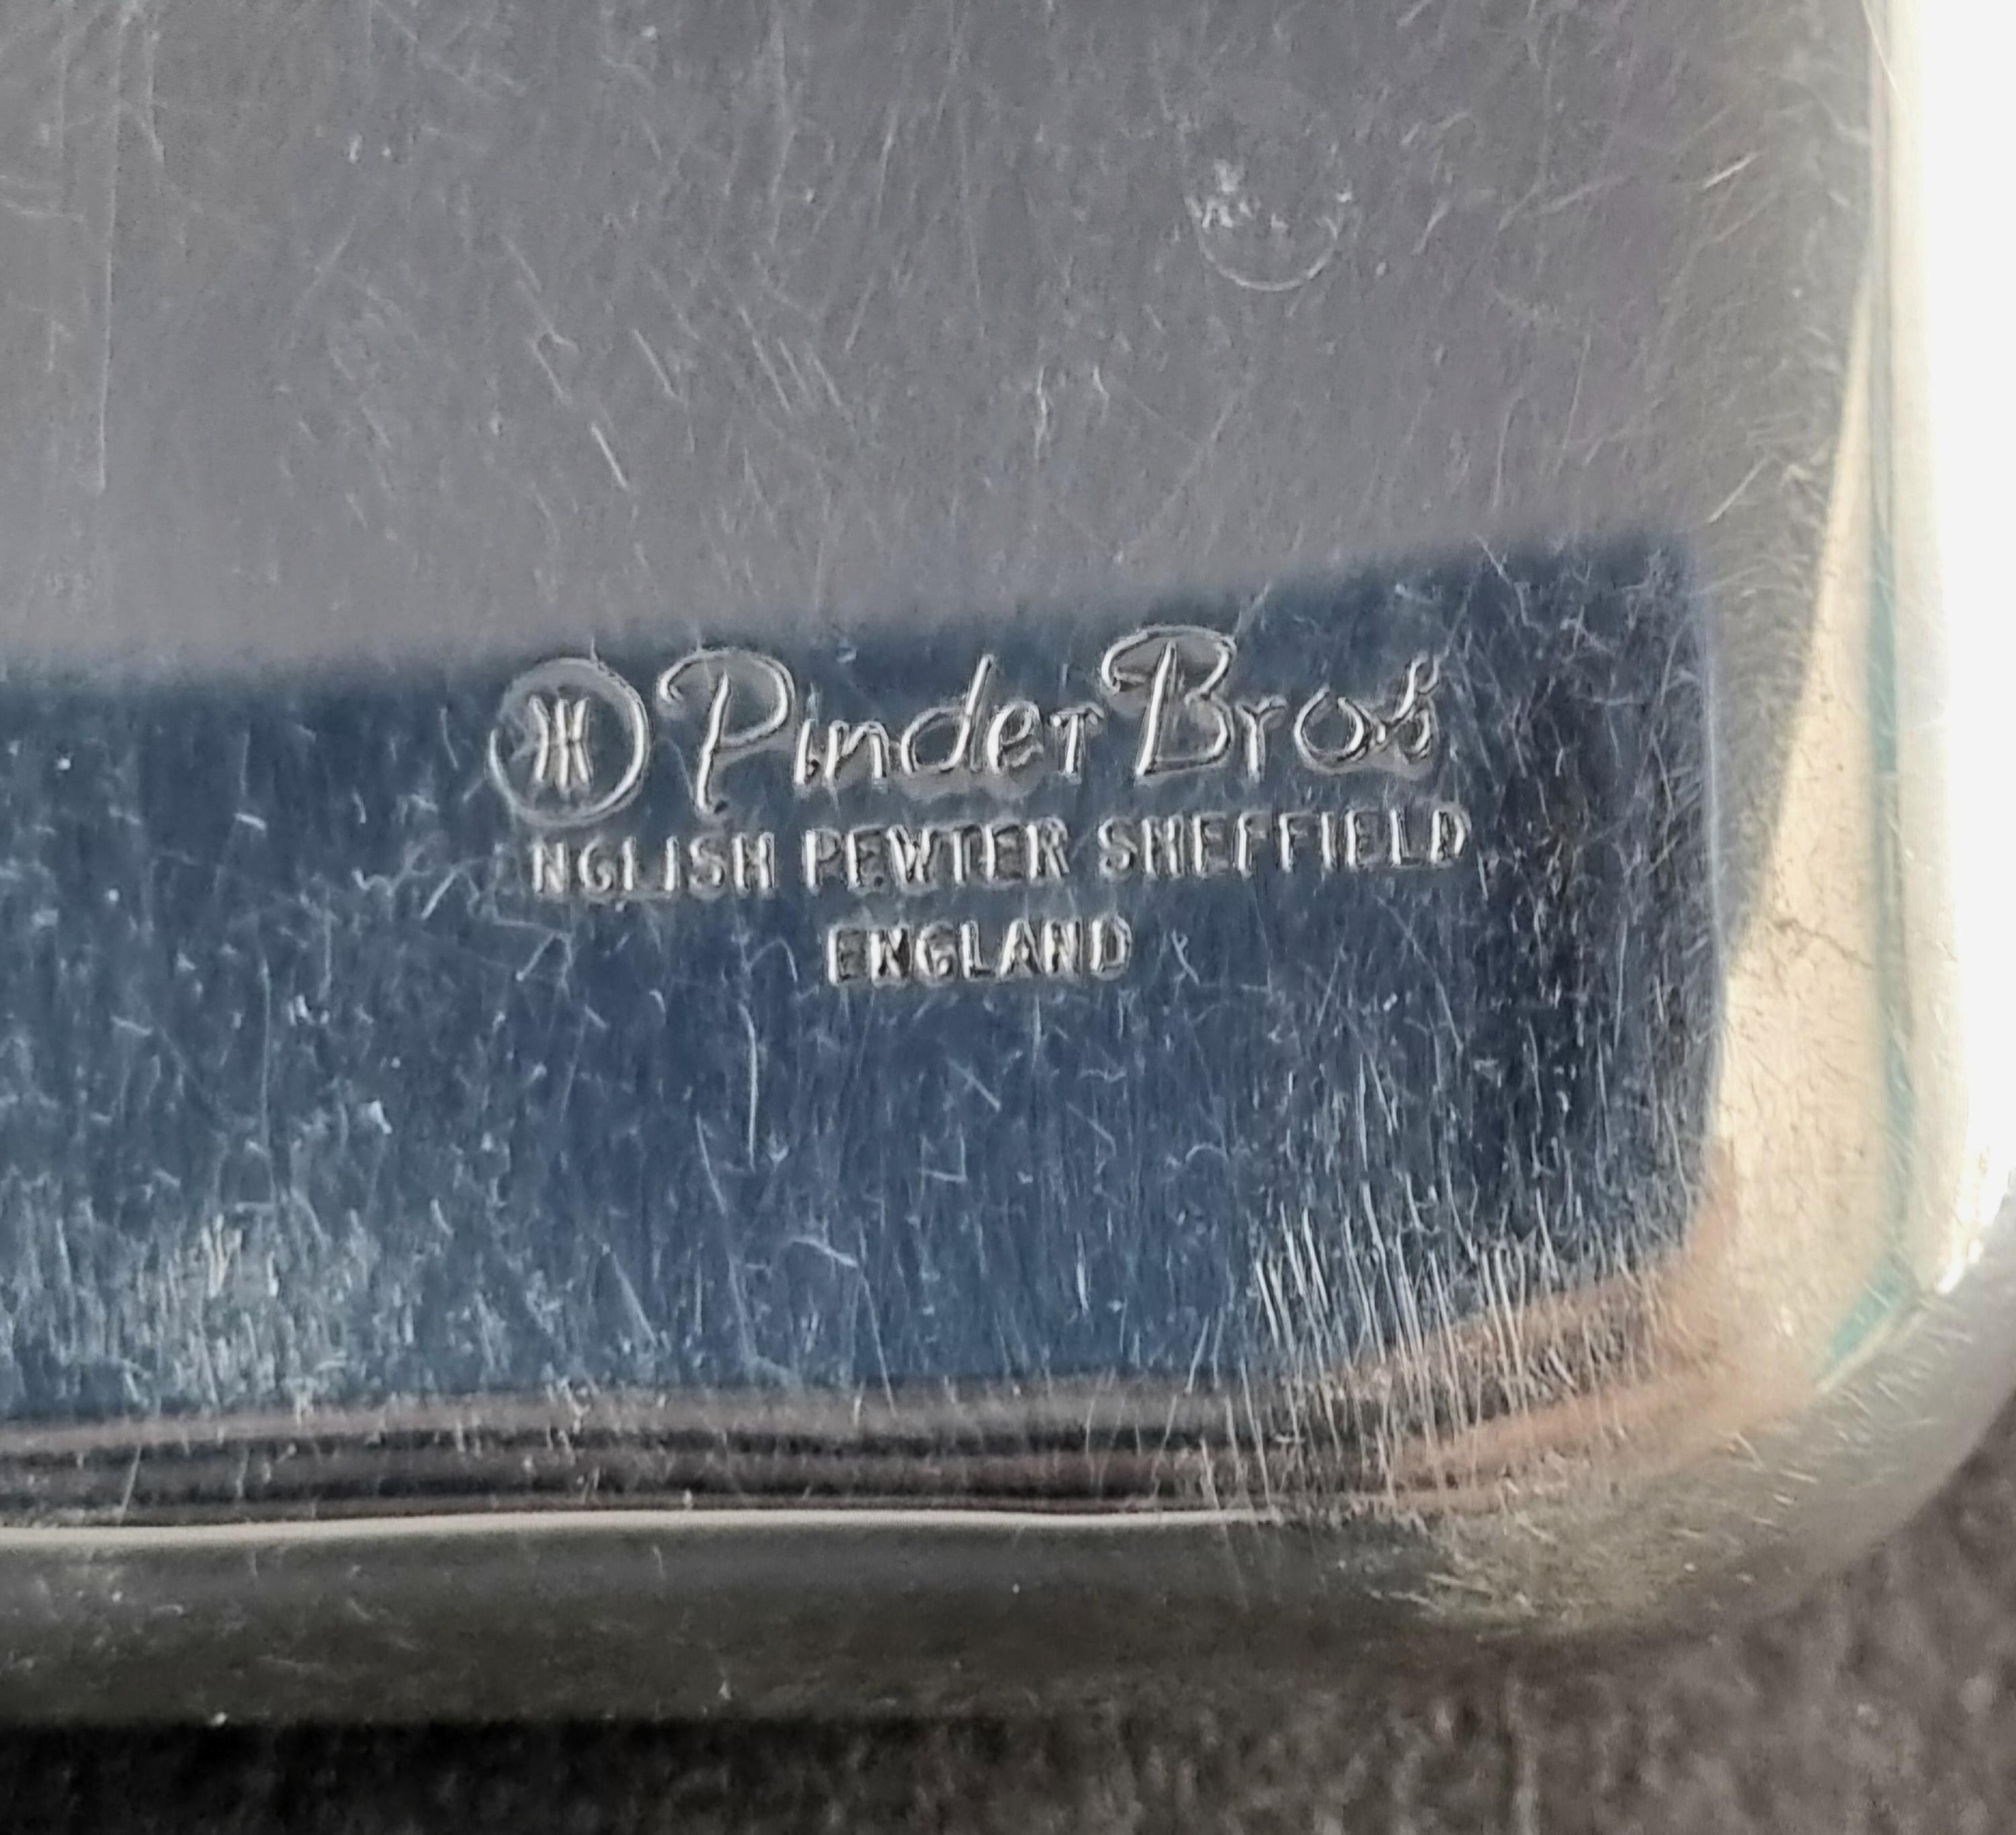 Pinder Bros
NGLISH PEWTER SHEFFIELD
ENGLAND